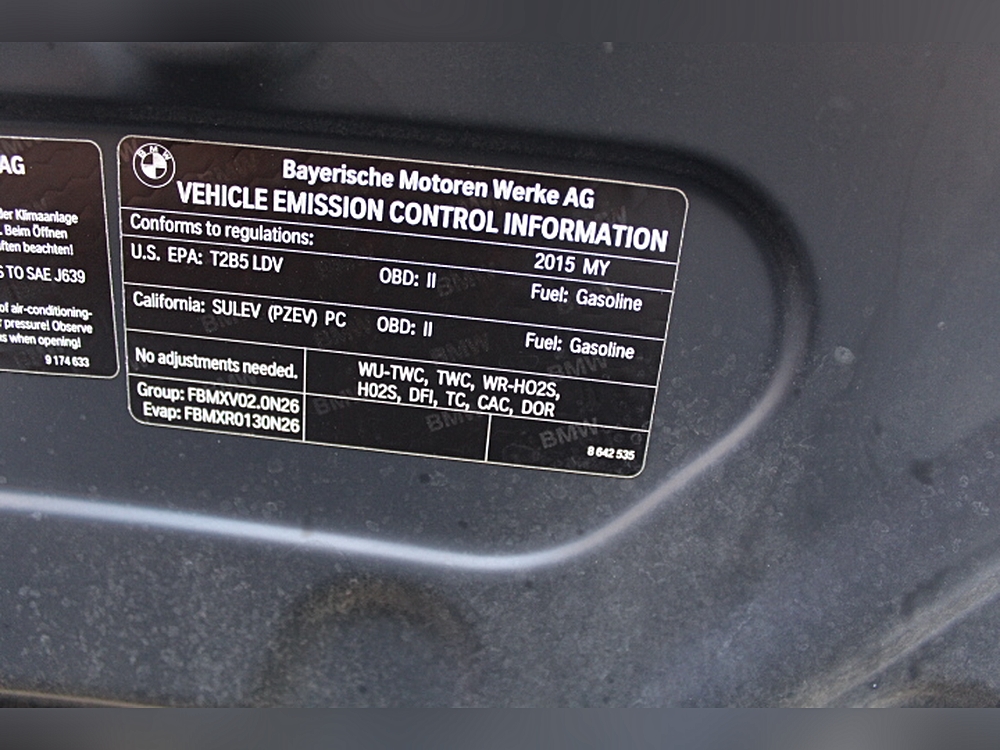 AG
der Klimaanlage
. Beim Öffnen
ften beachten!
S TO SAE J639
of air-conditioning-
pressure! Observe
s when opening!
9 174 633
BMW
Bayerische Motoren Werke AG
VEHICLE EMISSION CONTROL INFORMATION
Conforms to regulations: 2015 MY
U.S. EPA: T2B5 LDV OBD: II Fuel: Gasoline
California: SULEV (PZEV) PC OBD: II Fuel: Gasoline
No adjustments needed.
WU-TWC, TWC, WR-HO2S,
HO2S, DFI, TC, CAC, DOR
Group: FBMXV02.0N26
Evap: FBMXR0130N26
8 642 535